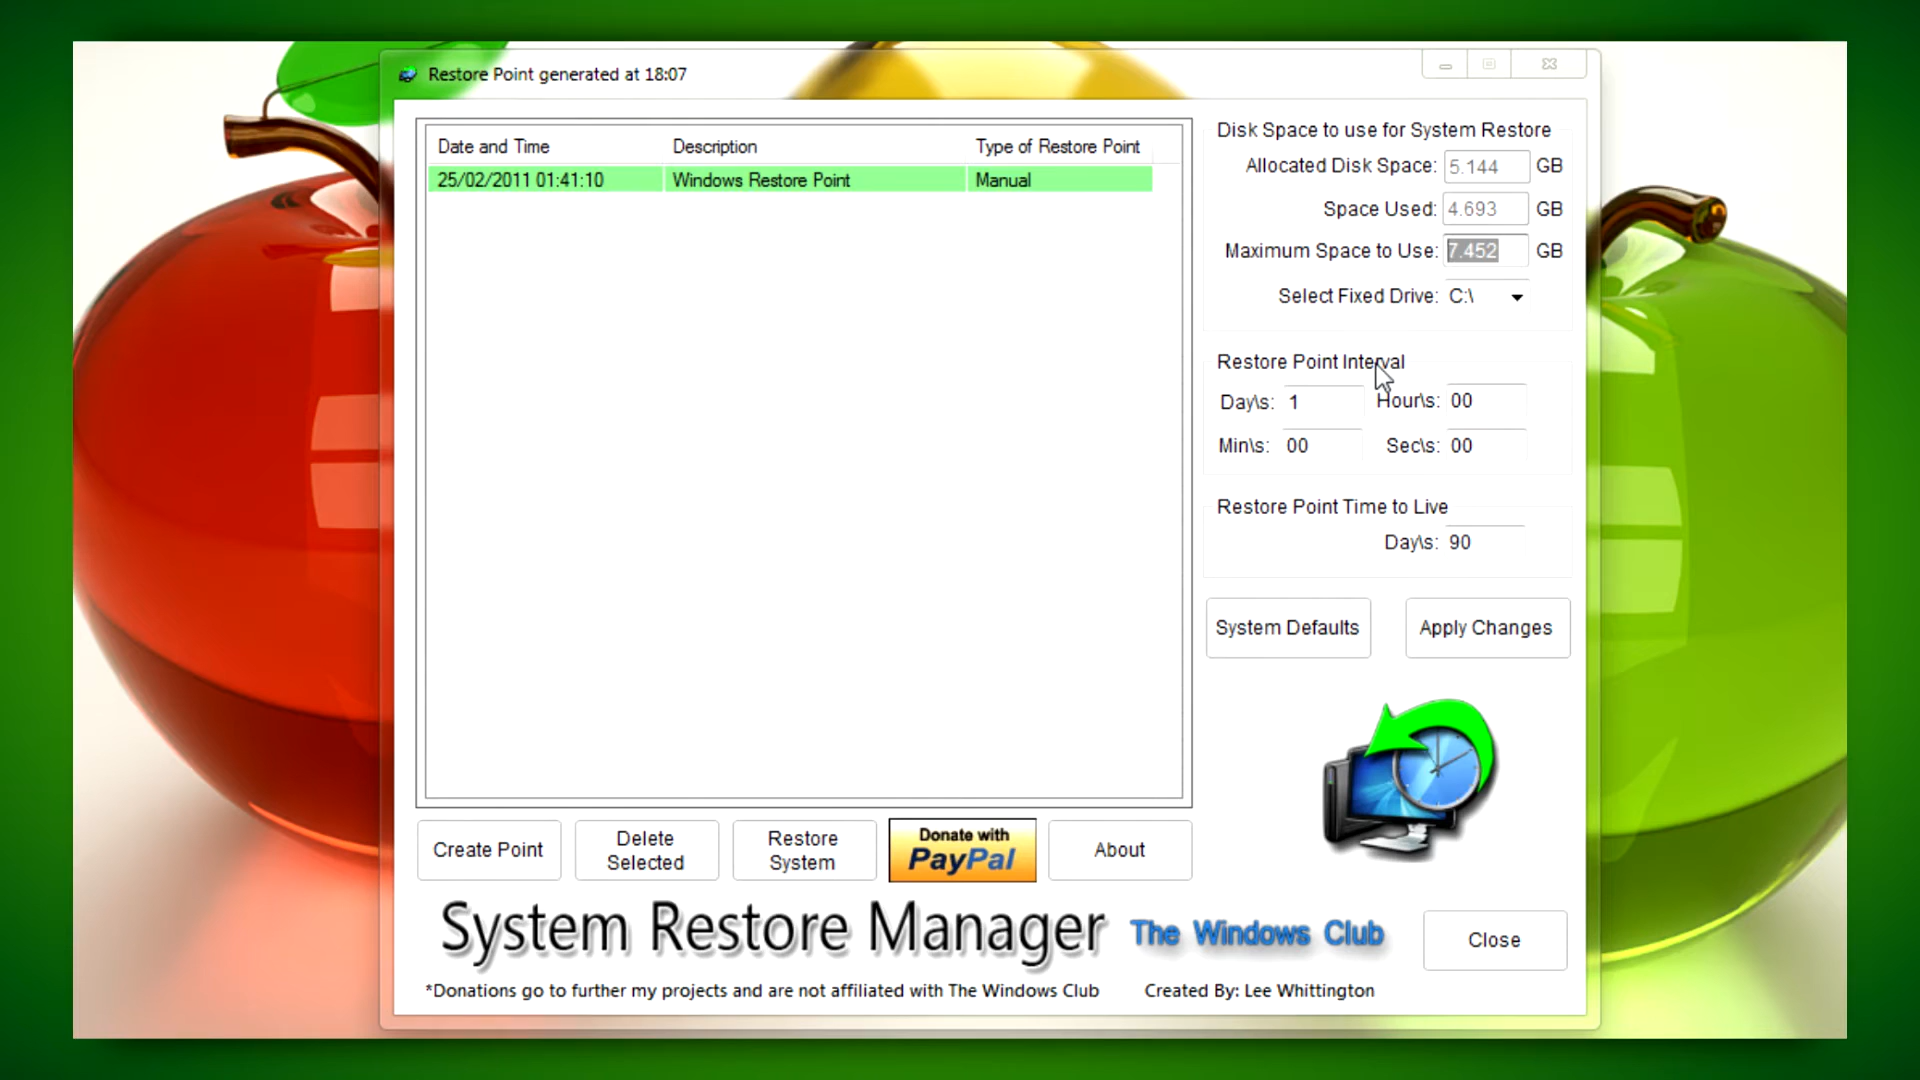 Restore Point generated at 18:07
Date and Time Description Type of Restore Point
25/02/2011 01:41:10 Windows Restore Point Manual
Disk Space to use for System Restore
Allocated Disk Space: 5.144 GB
Space Used: 4.693 GB
Maximum Space to Use: 7.452 GB
Select Fixed Drive: C:\
Restore Point Interval
Day\s: 1 Hour\s: 00
Min\s: 00 Sec\s: 00
Restore Point Time to Live
Day\s: 90
System Defaults Apply Changes
Create Point
Delete Selected
Restore System
Donate with
PayPal
About
System Restore Manager The Windows Club
Close
*Donations go to further my projects and are not affiliated with The Windows Club Created By: Lee Whittington